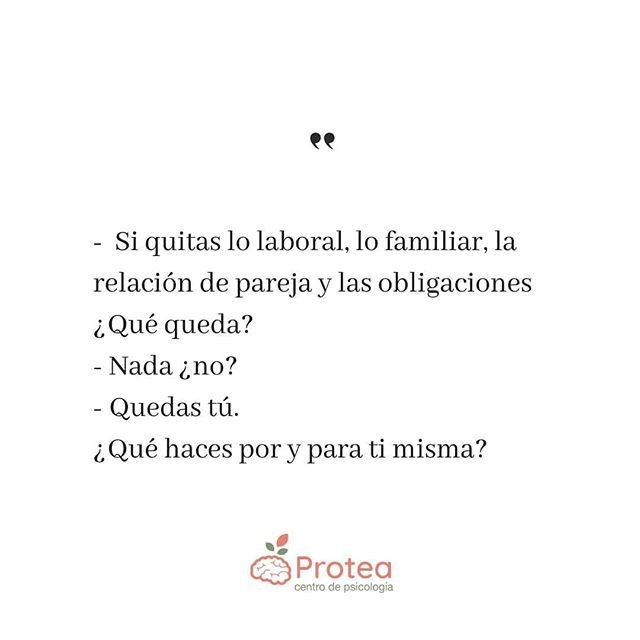 ❞
-  Si quitas lo laboral, lo familiar, la
relación de pareja y las obligaciones
¿Qué queda?
- Nada ¿no?
- Quedas tú.
¿Qué haces por y para ti misma?
Protea
centro de psicología